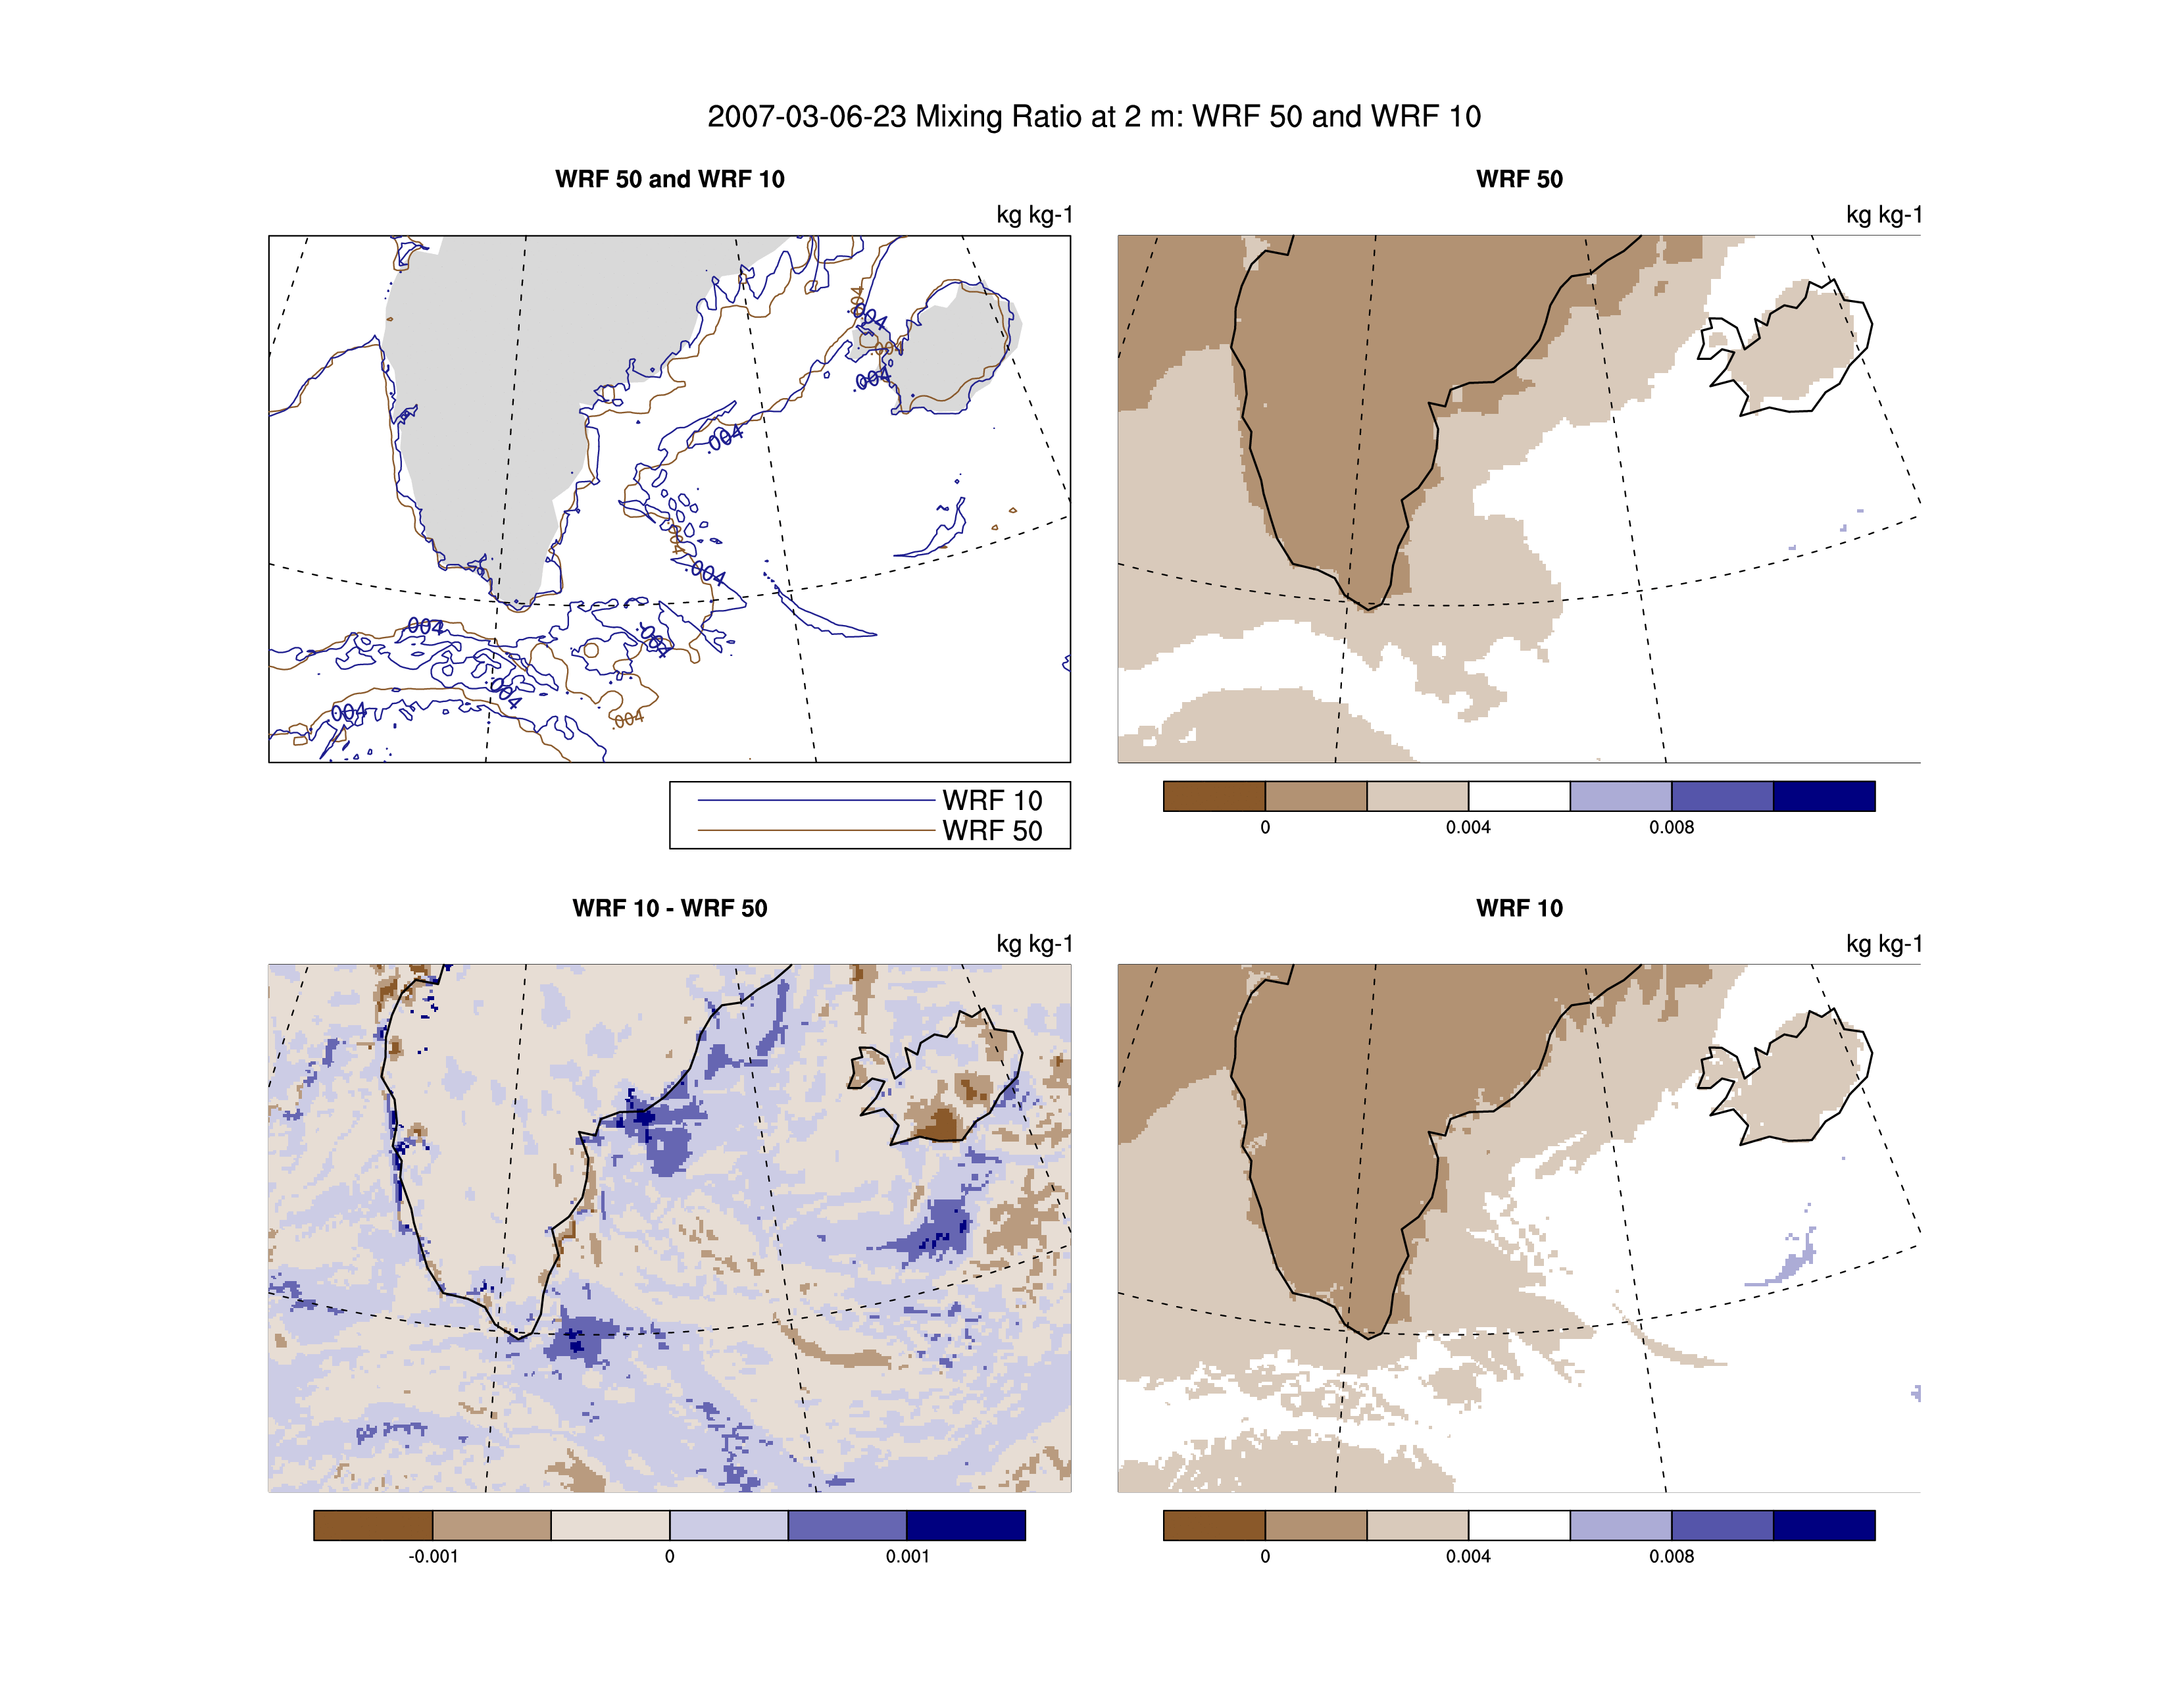 2007-03-06-23 Mixing Ratio at 2 m: WRF 50 and WRF 10
WRF 50 and WRF 10
kg kg-1
.004
.004
.004
.004
.004
.004
.004
.004
.004
.004
.004
.004
WRF 10
WRF 50
WRF 50
kg kg-1
0 0.004 0.008
WRF 10 - WRF 50
kg kg-1
-0.001 0 0.001
WRF 10
kg kg-1
0 0.004 0.008